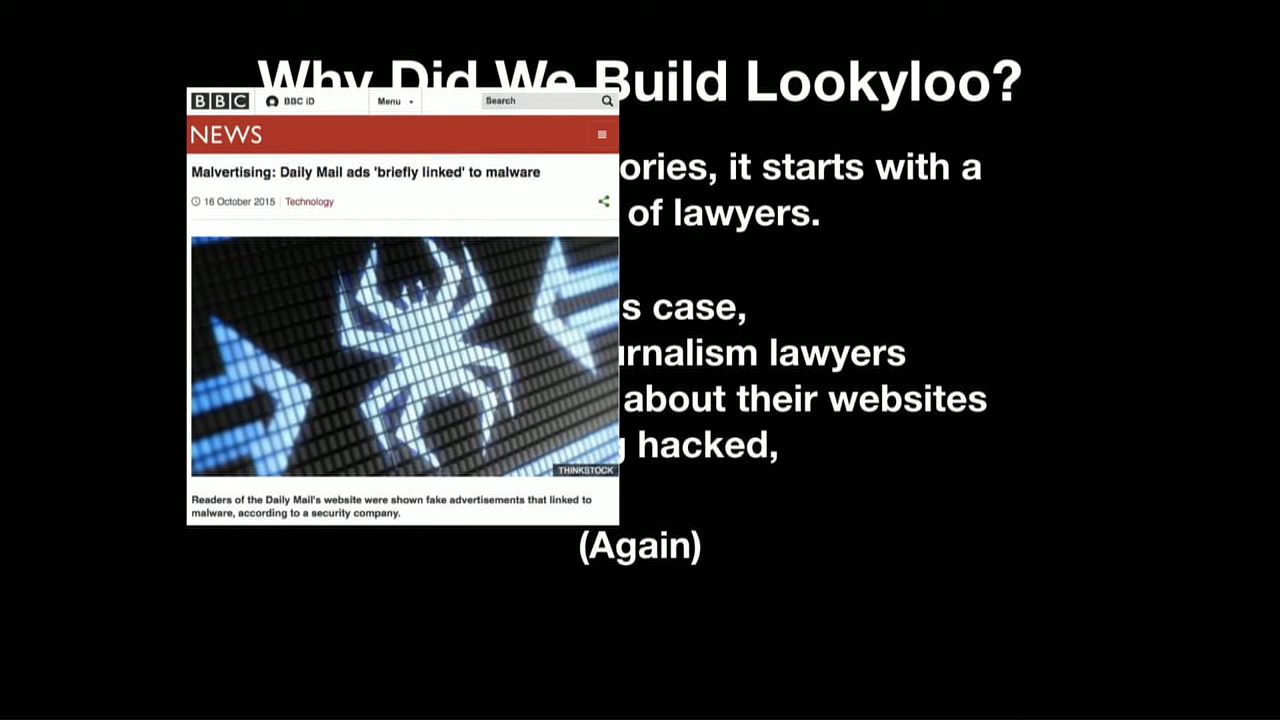 Why Did We Build Lookyloo?
BBC BBC iD Menu Search
NEWS
Malvertising: Daily Mail ads 'briefly linked' to malware
16 October 2015 Technology
THINKSTOCK
Readers of the Daily Mail's website were shown fake advertisements that linked to
malware, according to a security company.
ories, it starts with a
of lawyers.
s case,
urnalism lawyers
about their websites
hacked,
(Again)